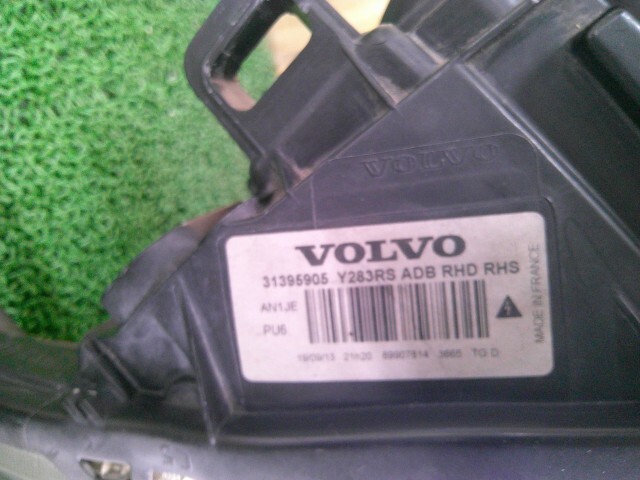 VOLVO
VOLVO
31395905 Y283RS ADB RHD RHS
AN1JE
PU6
MADE IN FRANCE
19/09/13 21h20 89907814 3665 TG D